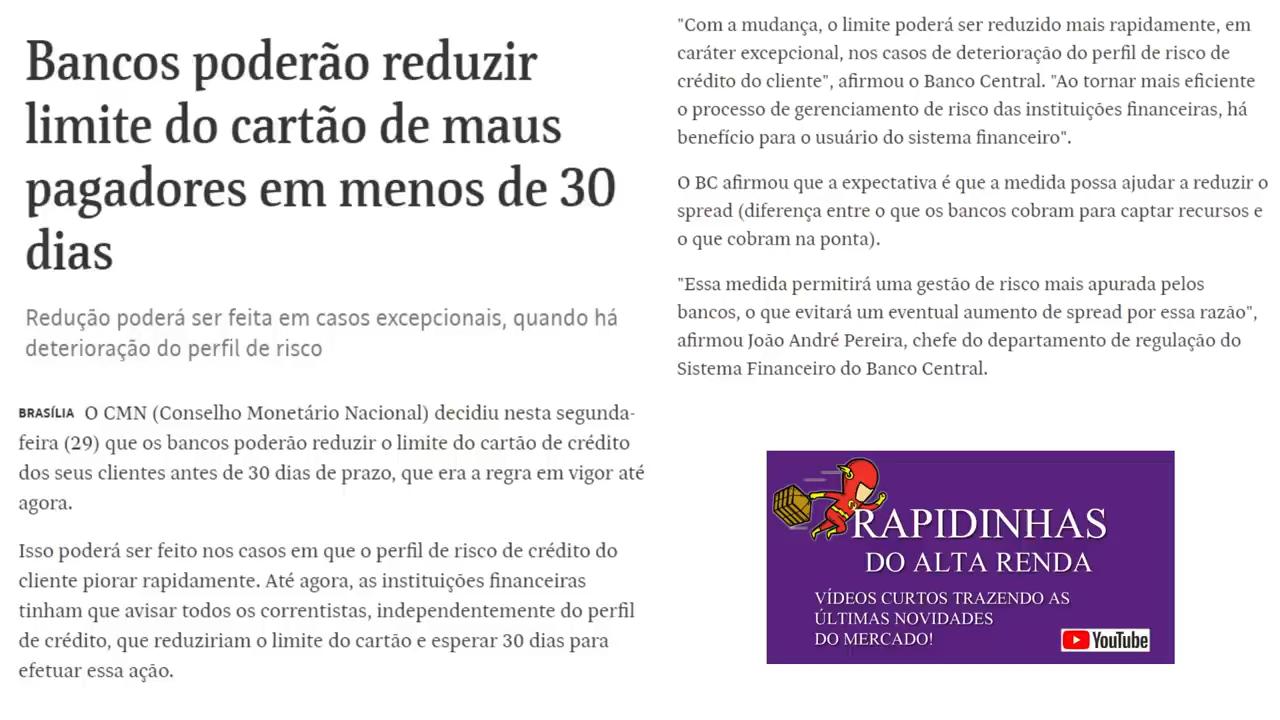 Bancos poderão reduzir
limite do cartão de maus
pagadores em menos de 30
dias
Redução poderá ser feita em casos excepcionais, quando há
deterioração do perfil de risco
BRASÍLIA O CMN (Conselho Monetário Nacional) decidiu nesta segunda-
feira (29) que os bancos poderão reduzir o limite do cartão de crédito
dos seus clientes antes de 30 dias de prazo, que era a regra em vigor até
agora.
Isso poderá ser feito nos casos em que o perfil de risco de crédito do
cliente piorar rapidamente. Até agora, as instituições financeiras
tinham que avisar todos os correntistas, independentemente do perfil
de crédito, que reduziriam o limite do cartão e esperar 30 dias para
efetuar essa ação.
"Com a mudança, o limite poderá ser reduzido mais rapidamente, em
caráter excepcional, nos casos de deterioração do perfil de risco de
crédito do cliente", afirmou o Banco Central. "Ao tornar mais eficiente
o processo de gerenciamento de risco das instituições financeiras, há
benefício para o usuário do sistema financeiro".
O BC afirmou que a expectativa é que a medida possa ajudar a reduzir o
spread (diferença entre o que os bancos cobram para captar recursos e
o que cobram na ponta).
"Essa medida permitirá uma gestão de risco mais apurada pelos
bancos, o que evitará um eventual aumento de spread por essa razão",
afirmou João André Pereira, chefe do departamento de regulação do
Sistema Financeiro do Banco Central.
RAPIDINHAS
DO ALTA RENDA
VÍDEOS CURTOS TRAZENDO AS
ÚLTIMAS NOVIDADES
DO MERCADO!
YouTube